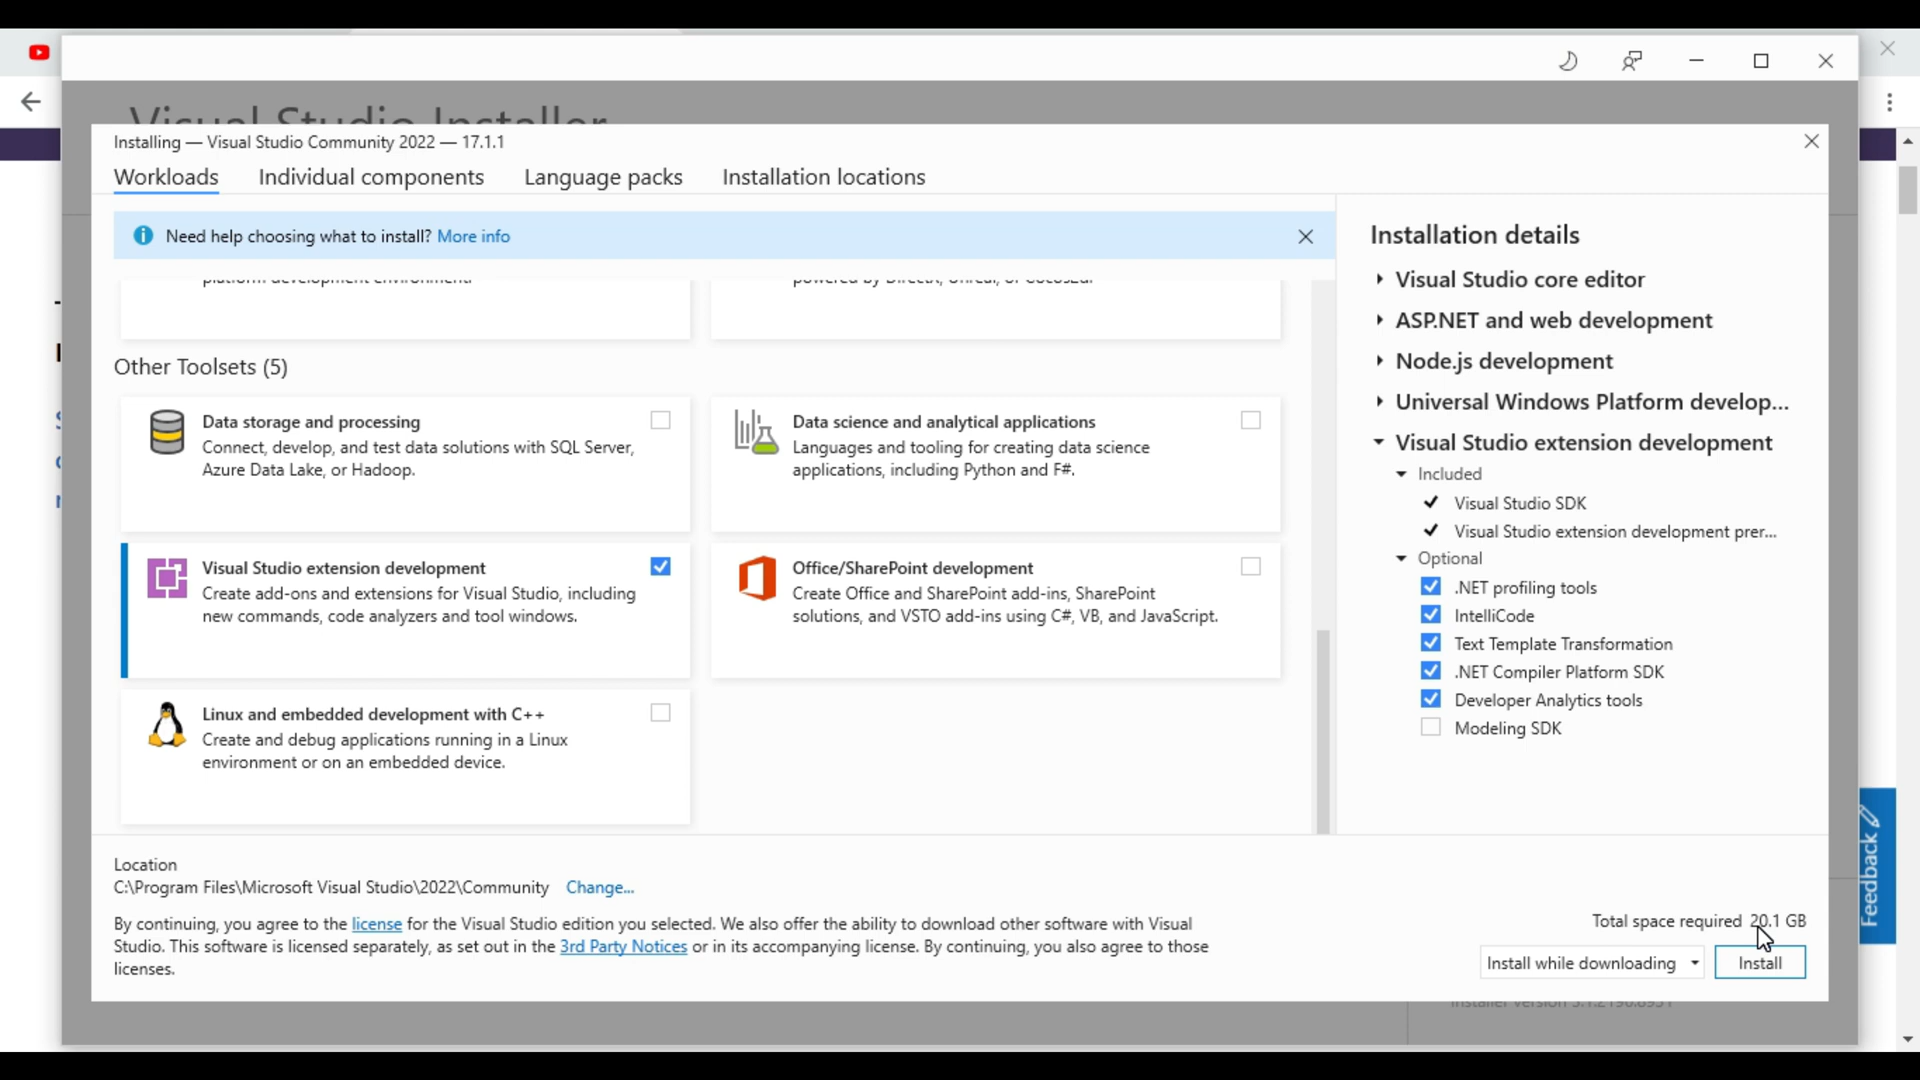 Visual Studio Installer
Installing — Visual Studio Community 2022 — 17.1.1
Workloads
Individual components
Language packs
Installation locations
Need help choosing what to install? More info
platform development environment.
powered by DirectX, Unreal, or Cocos2d.
Other Toolsets (5)
Data storage and processing
Connect, develop, and test data solutions with SQL Server,
Azure Data Lake, or Hadoop.
Data science and analytical applications
Languages and tooling for creating data science
applications, including Python and F#.
Visual Studio extension development
Create add-ons and extensions for Visual Studio, including
new commands, code analyzers and tool windows.
Office/SharePoint development
Create Office and SharePoint add-ins, SharePoint
solutions, and VSTO add-ins using C#, VB, and JavaScript.
Linux and embedded development with C++
Create and debug applications running in a Linux
environment or on an embedded device.
Installation details
Visual Studio core editor
ASP.NET and web development
Node.js development
Universal Windows Platform develop...
Visual Studio extension development
Included
Visual Studio SDK
Visual Studio extension development prer...
Optional
.NET profiling tools
IntelliCode
Text Template Transformation
.NET Compiler Platform SDK
Developer Analytics tools
Modeling SDK
Location
C:\Program Files\Microsoft Visual Studio\2022\Community Change...
By continuing, you agree to the license for the Visual Studio edition you selected. We also offer the ability to download other software with Visual
Studio. This software is licensed separately, as set out in the 3rd Party Notices or in its accompanying license. By continuing, you also agree to those
licenses.
Total space required 20.1 GB
Install while downloading
Install
Feedback